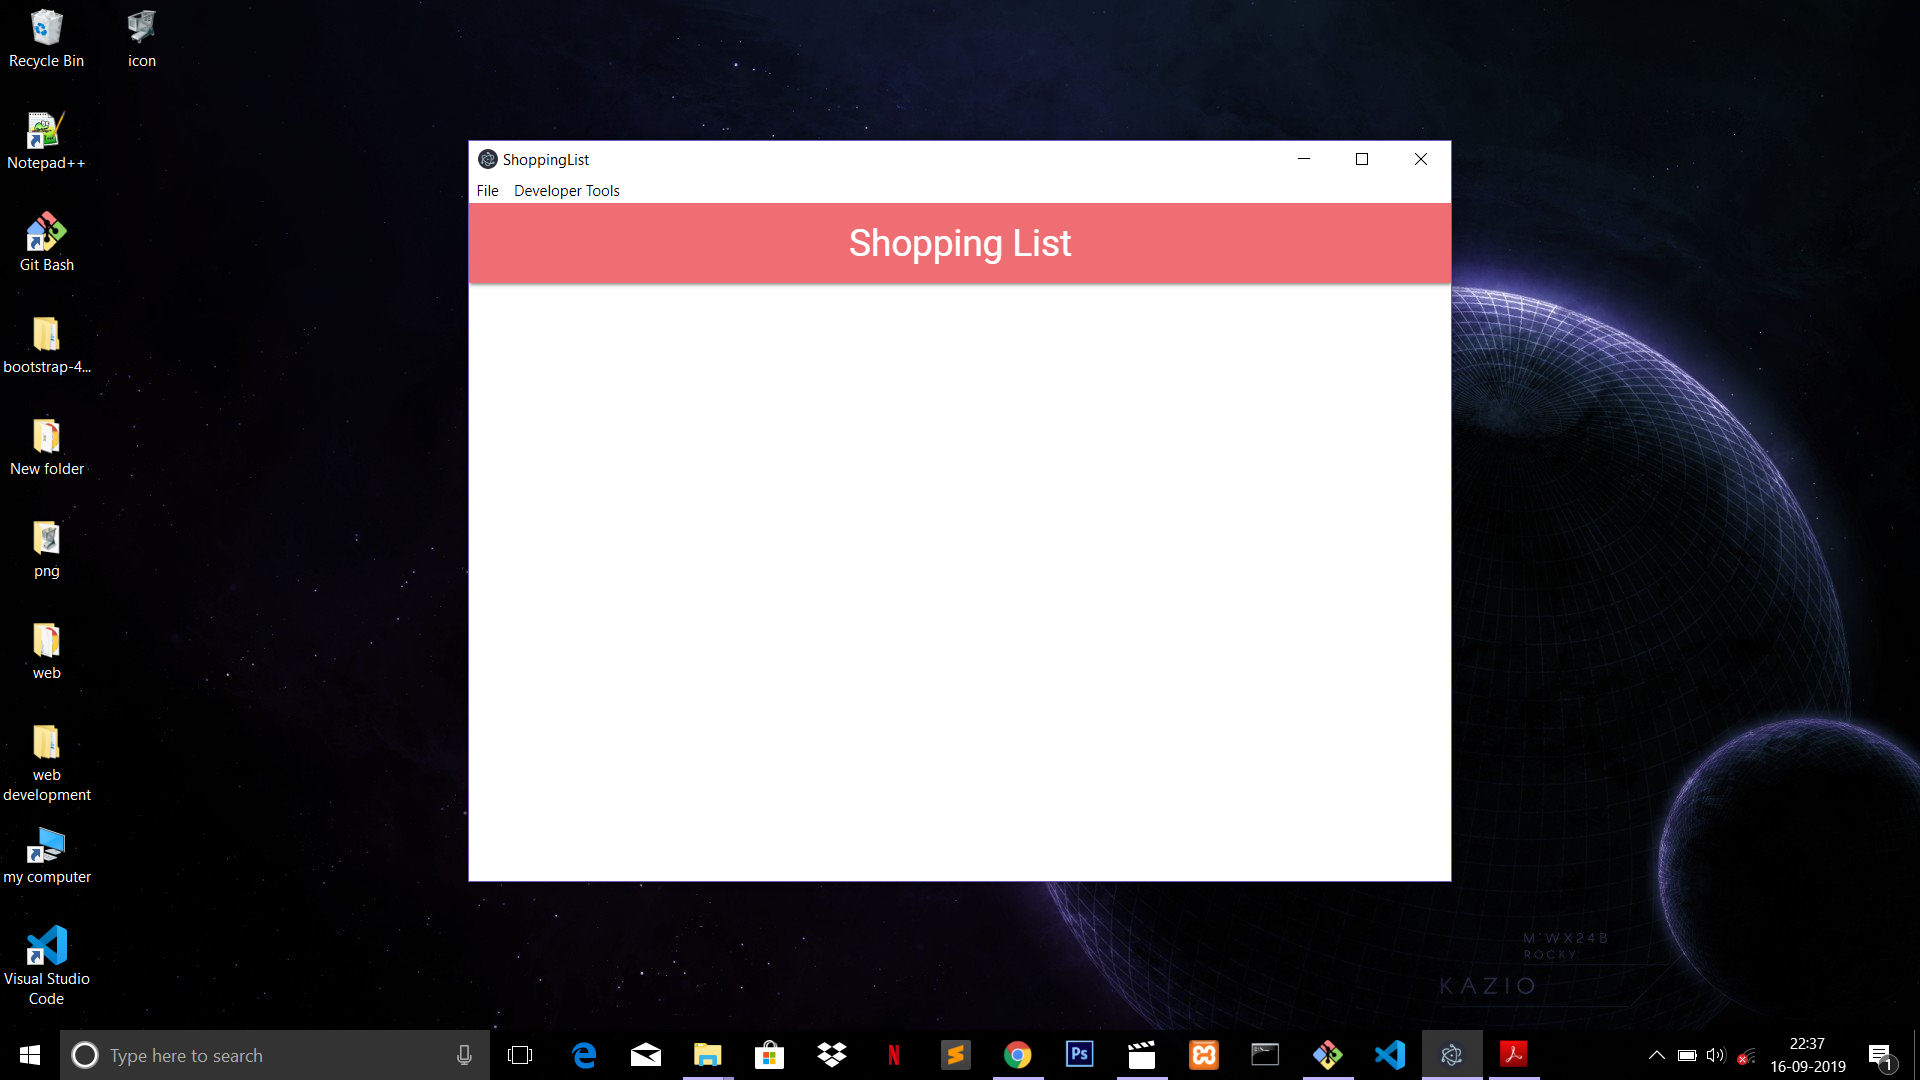 Recycle Bin
icon
Notepad++
Git Bash
bootstrap-4...
New folder
png
web
web
development
my computer
Visual Studio
Code
ShoppingList
File Developer Tools
Shopping List
M'WX24B
ROCKY
KAZIO
Type here to search
N
Ps
22:37
16-09-2019
1